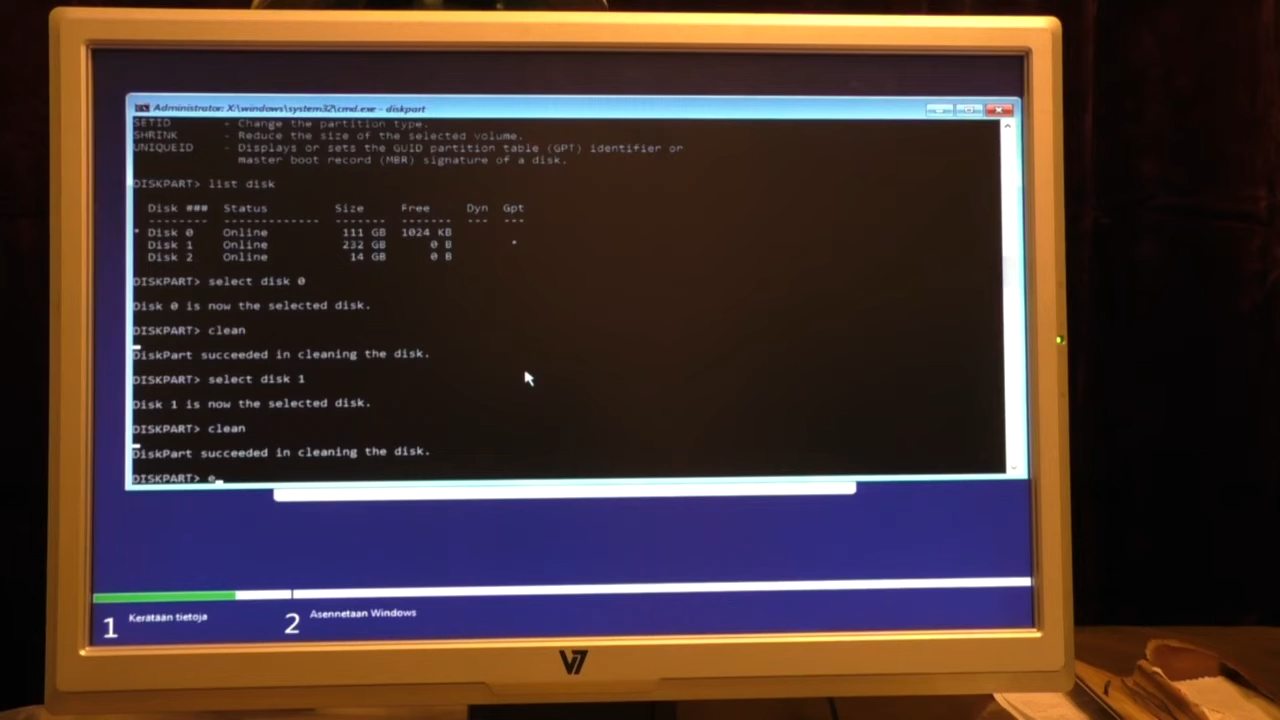 Administrator: X:\windows\system32\cmd.exe - diskpart
SETID - Change the partition type.
SHRINK - Reduce the size of the selected volume.
UNIQUEID - Displays or sets the GUID partition table (GPT) identifier or
master boot record (MBR) signature of a disk.
DISKPART> list disk
Disk ### Status Size Free Dyn Gpt
-------- ------------- ------- ------- --- ---
* Disk 0 Online 111 GB 1024 KB
Disk 1 Online 232 GB 0 B *
Disk 2 Online 14 GB 0 B
DISKPART> select disk 0
Disk 0 is now the selected disk.
DISKPART> clean
DiskPart succeeded in cleaning the disk.
DISKPART> select disk 1
Disk 1 is now the selected disk.
DISKPART> clean
DiskPart succeeded in cleaning the disk.
DISKPART> e_
1 Kerätään tietoja
2 Asennetaan Windows
V7